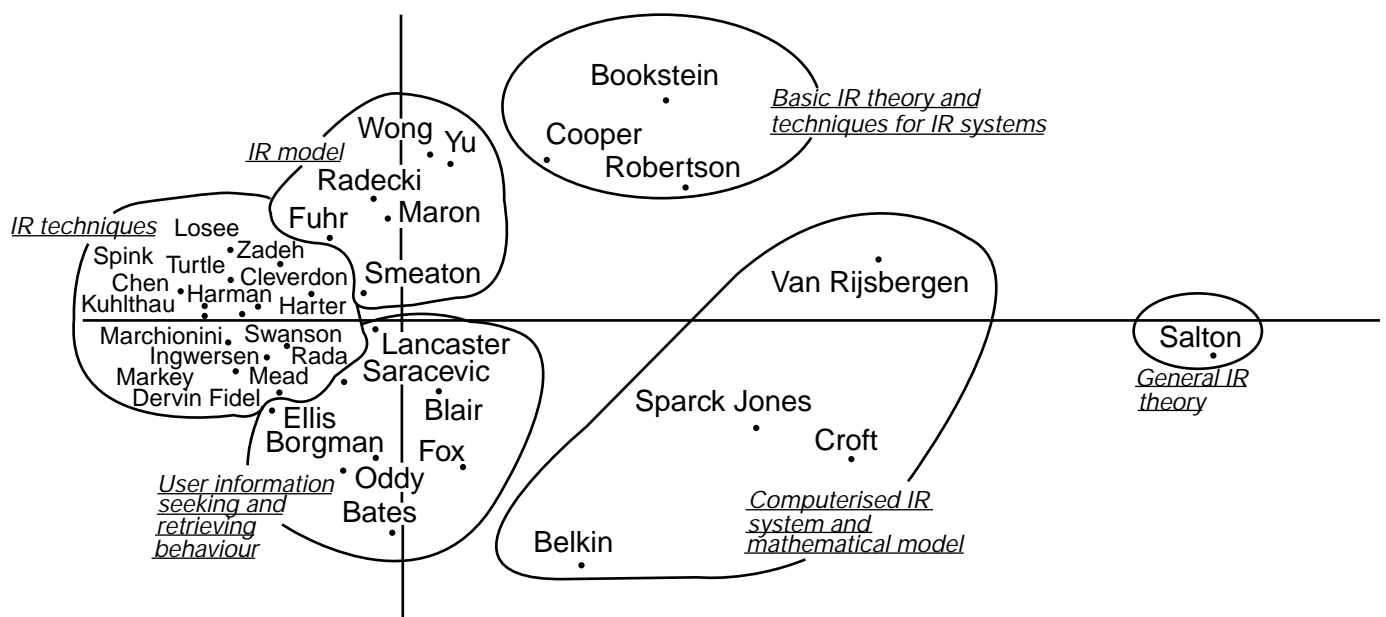 Bookstein
Basic IR theory and
techniques for IR systems
Wong
Yu
Cooper
Robertson
IR model
Radecki
Maron
Fuhr
IR techniques
Losee
Zadeh
Spink
Turtle
Cleverdon
Chen
Harman
Kuhlthau
Harter
Smeaton
Van Rijsbergen
Marchionini
Swanson
Ingwersen
Rada
Markey
Mead
Dervin Fidel
Lancaster
Saracevic
Blair
Ellis
Borgman
Fox
Oddy
Bates
User information
seeking and
retrieving
behaviour
Sparck Jones
Croft
Belkin
Computerised IR
system and
mathematical model
Salton
General IR
theory